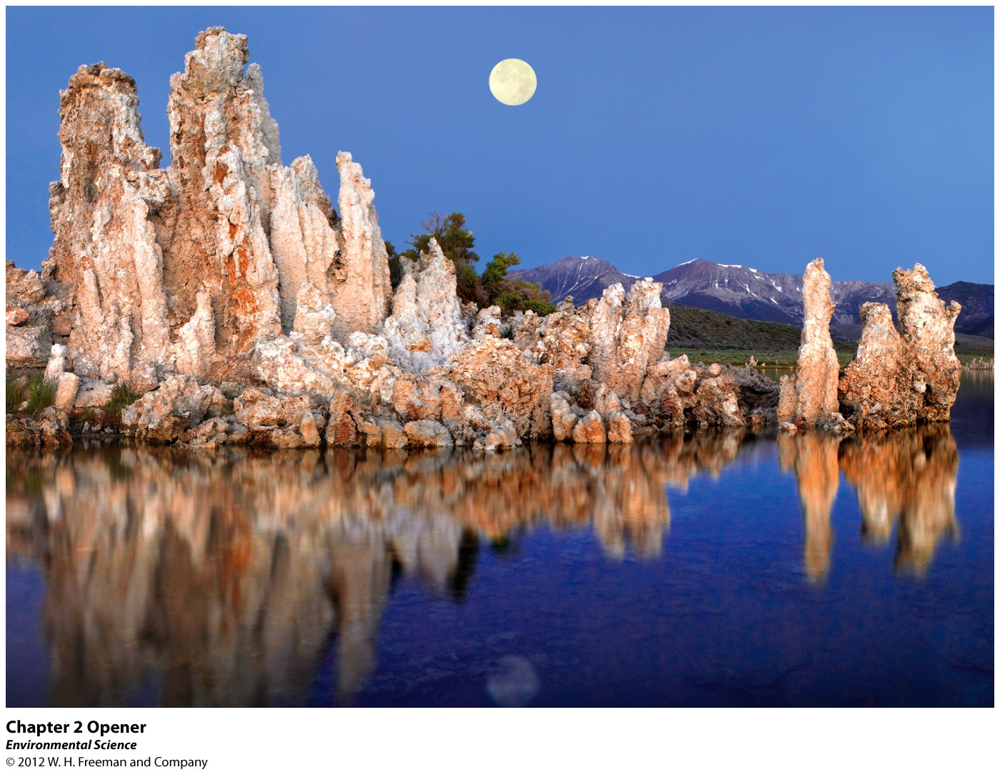 Chapter 2 Opener
Environmental Science
© 2012 W. H. Freeman and Company